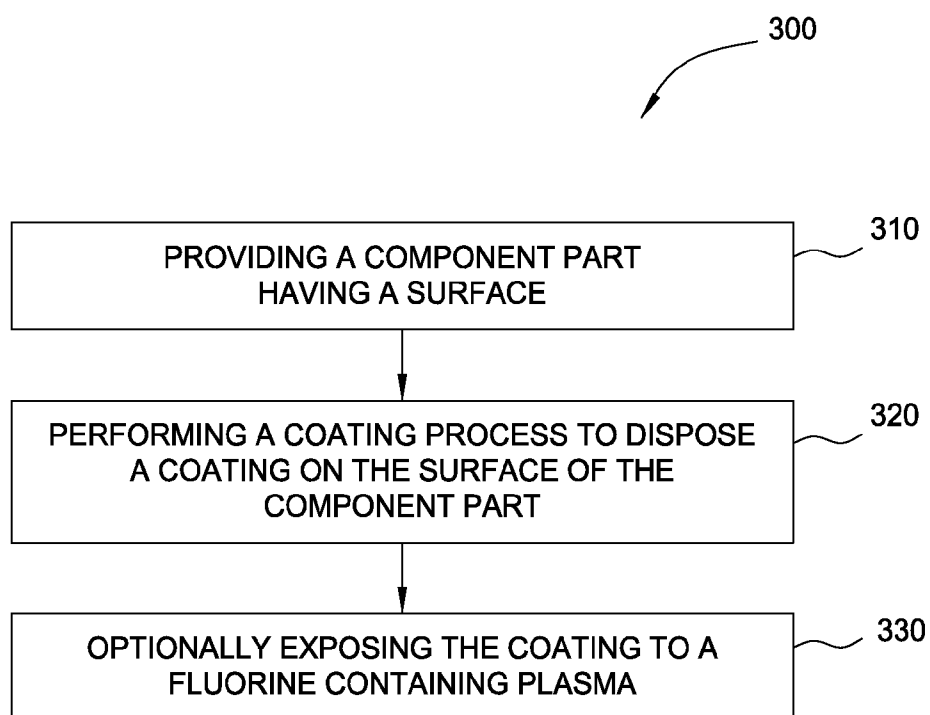 300
310
PROVIDING A COMPONENT PART
HAVING A SURFACE
320
PERFORMING A COATING PROCESS TO DISPOSE
A COATING ON THE SURFACE OF THE
COMPONENT PART
330
OPTIONALLY EXPOSING THE COATING TO A
FLUORINE CONTAINING PLASMA